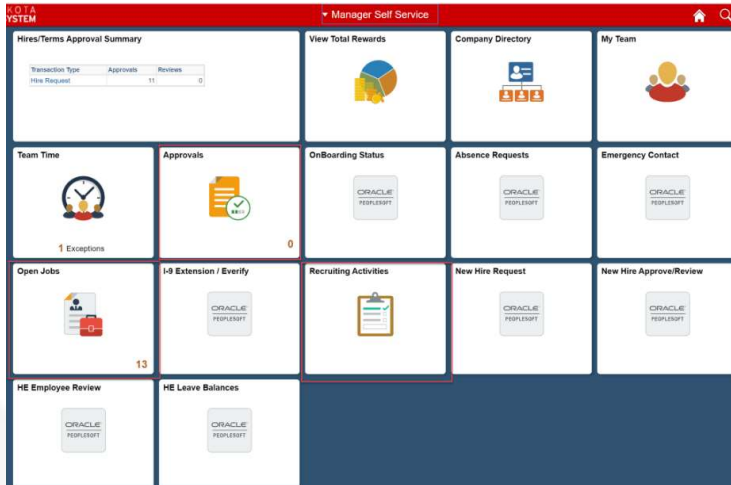 KOTA
YSTEM
Manager Self Service
Hires/Terms Approval Summary
Transaction Type Approvals Reviews
Hire Request 11 0
View Total Rewards
Company Directory
My Team
Team Time
1 Exceptions
Approvals
0
OnBoarding Status
ORACLE
PEOPLESOFT
Absence Requests
ORACLE
PEOPLESOFT
Emergency Contact
ORACLE
PEOPLESOFT
Open Jobs
13
I-9 Extension / Everify
ORACLE
PEOPLESOFT
Recruiting Activities
New Hire Request
ORACLE
PEOPLESOFT
New Hire Approve/Review
ORACLE
PEOPLESOFT
HE Employee Review
ORACLE
PEOPLESOFT
HE Leave Balances
ORACLE
PEOPLESOFT